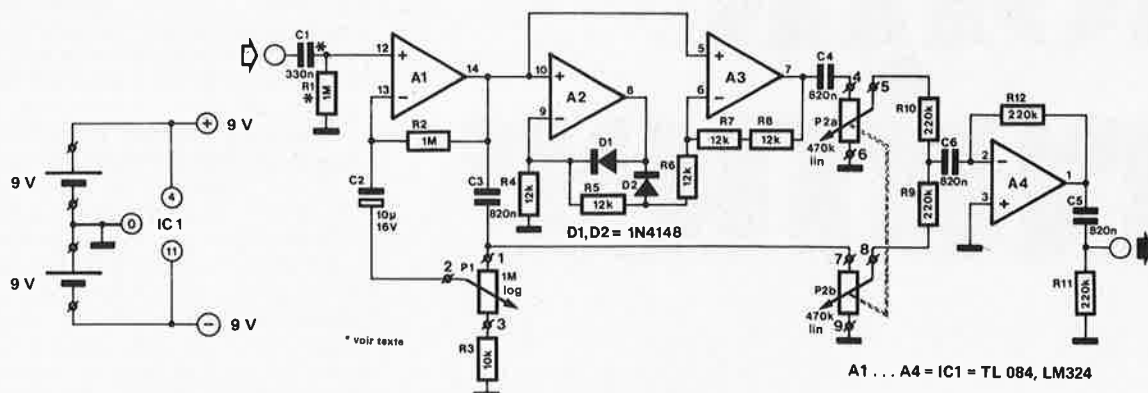 9 V
9 V
+
9 V
4
0
IC 1
11
−
9 V
C1
330n
*
R1
*
1M
12
+
A1
14
13
−
R2
1M
C2
10µ
16V
C3
820n
2
P1
1
1M
log
3
R3
10k
* voir texte
10
+
A2
8
9
−
R4
12k
D1
R5
12k
D2
D1, D2 = 1N4148
5
+
A3
7
6
−
R7
12k
R8
12k
R6
12k
C4
820n
4
5
P2a
470k
lin
6
7
8
P2b
470k
lin
9
R10
220k
R9
220k
C6
820n
R12
220k
2
−
A4
1
3
+
C5
820n
R11
220k
A1 . . . A4 = IC1 = TL 084, LM324